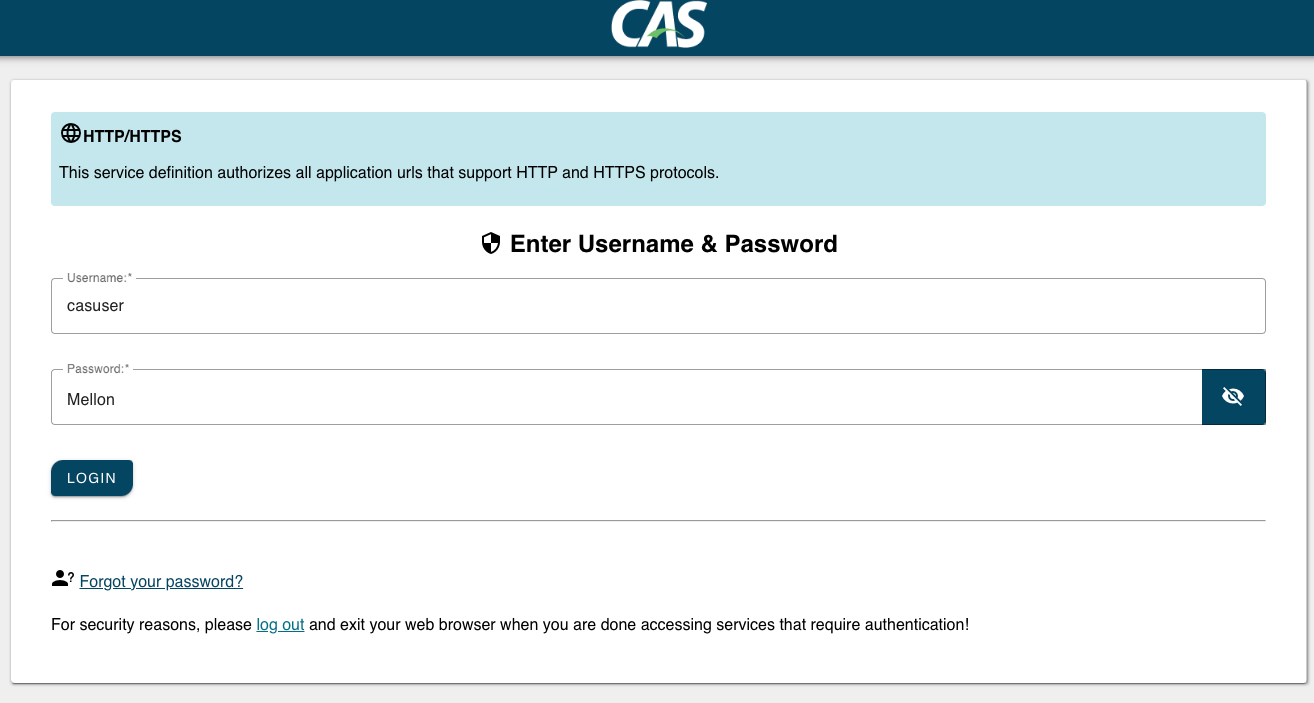 CAS
HTTP/HTTPS
This service definition authorizes all application urls that support HTTP and HTTPS protocols.
Enter Username & Password
Username:*
casuser
Password:*
Mellon
LOGIN
Forgot your password?
For security reasons, please log out and exit your web browser when you are done accessing services that require authentication!